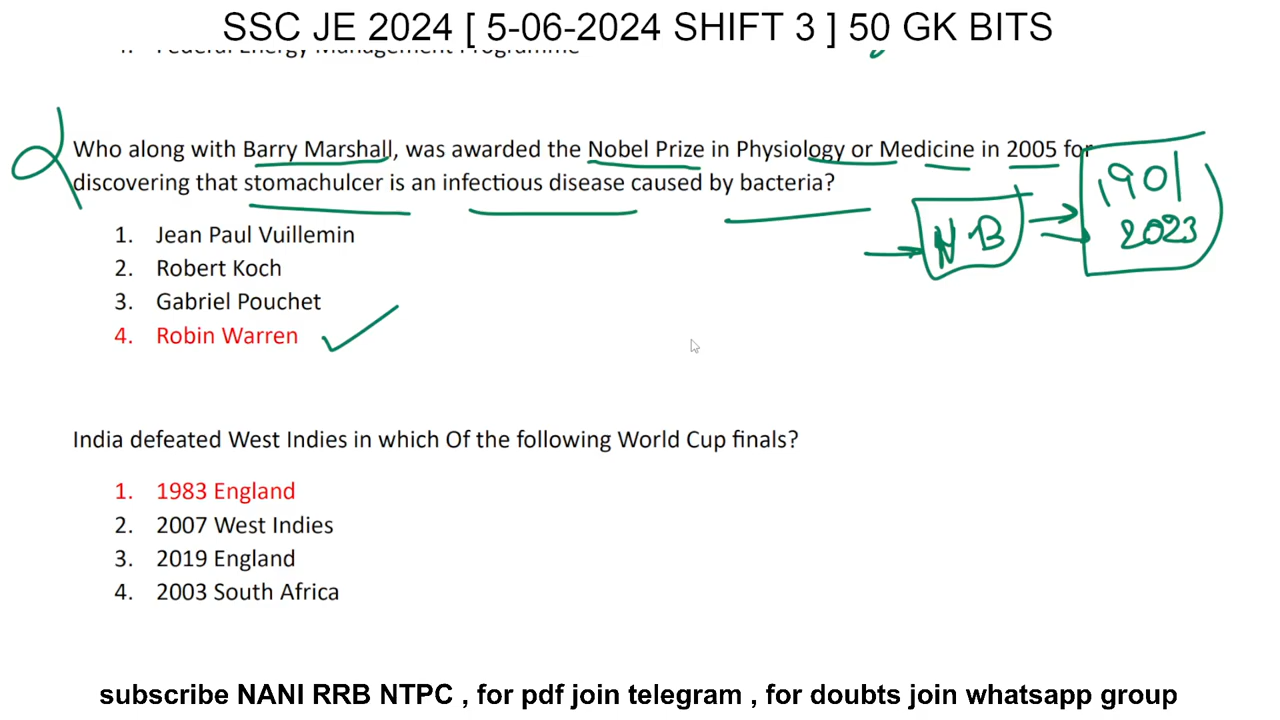 SSC JE 2024 [ 5-06-2024 SHIFT 3 ] 50 GK BITS
Federal Energy Management Programme
Who along with Barry Marshall, was awarded the Nobel Prize in Physiology or Medicine in 2005 for
discovering that stomachulcer is an infectious disease caused by bacteria?
1901
2023
N B
1. Jean Paul Vuillemin
2. Robert Koch
3. Gabriel Pouchet
4. Robin Warren
India defeated West Indies in which Of the following World Cup finals?
1. 1983 England
2. 2007 West Indies
3. 2019 England
4. 2003 South Africa
subscribe NANI RRB NTPC , for pdf join telegram , for doubts join whatsapp group